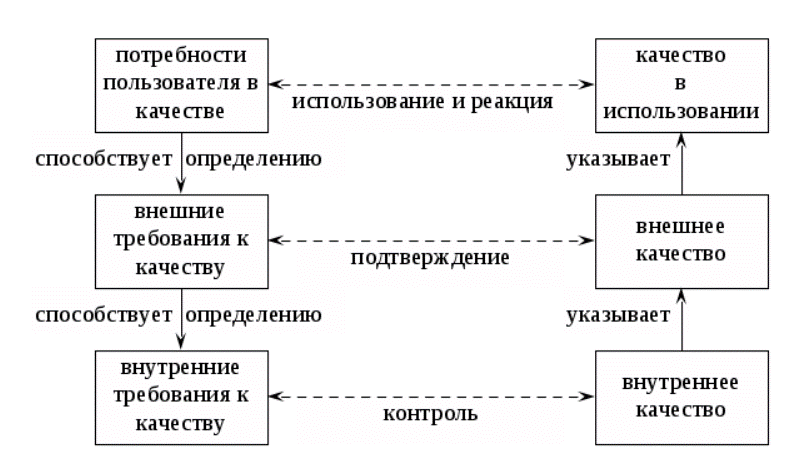 потребности
пользователя в
качестве
использование и реакция
качество
в
использовании
способствует определению
указывает
внешние
требования к
качеству
подтверждение
внешнее
качество
способствует определению
указывает
внутренние
требования к
качеству
контроль
внутреннее
качество